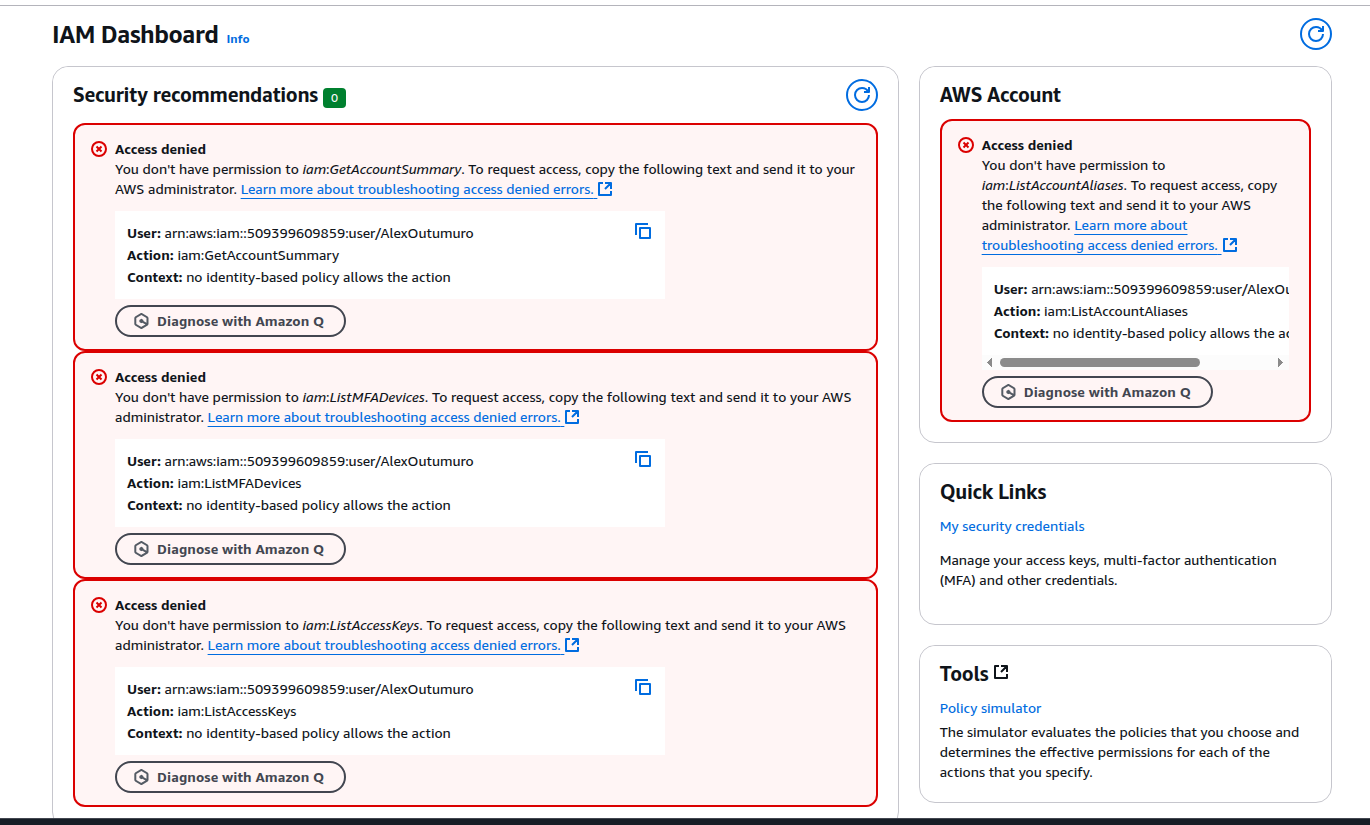 IAM Dashboard Info
Security recommendations 0
Access denied
You don't have permission to iam:GetAccountSummary. To request access, copy the following text and send it to your
AWS administrator. Learn more about troubleshooting access denied errors.
User: arn:aws:iam::509399609859:user/AlexOutumuro
Action: iam:GetAccountSummary
Context: no identity-based policy allows the action
Diagnose with Amazon Q
Access denied
You don't have permission to iam:ListMFADevices. To request access, copy the following text and send it to your AWS
administrator. Learn more about troubleshooting access denied errors.
User: arn:aws:iam::509399609859:user/AlexOutumuro
Action: iam:ListMFADevices
Context: no identity-based policy allows the action
Diagnose with Amazon Q
Access denied
You don't have permission to iam:ListAccessKeys. To request access, copy the following text and send it to your AWS
administrator. Learn more about troubleshooting access denied errors.
User: arn:aws:iam::509399609859:user/AlexOutumuro
Action: iam:ListAccessKeys
Context: no identity-based policy allows the action
Diagnose with Amazon Q
AWS Account
Access denied
You don't have permission to
iam:ListAccountAliases. To request access, copy
the following text and send it to your AWS
administrator. Learn more about
troubleshooting access denied errors.
User: arn:aws:iam::509399609859:user/AlexOu
Action: iam:ListAccountAliases
Context: no identity-based policy allows the ac
Diagnose with Amazon Q
Quick Links
My security credentials
Manage your access keys, multi-factor authentication
(MFA) and other credentials.
Tools
Policy simulator
The simulator evaluates the policies that you choose and
determines the effective permissions for each of the
actions that you specify.